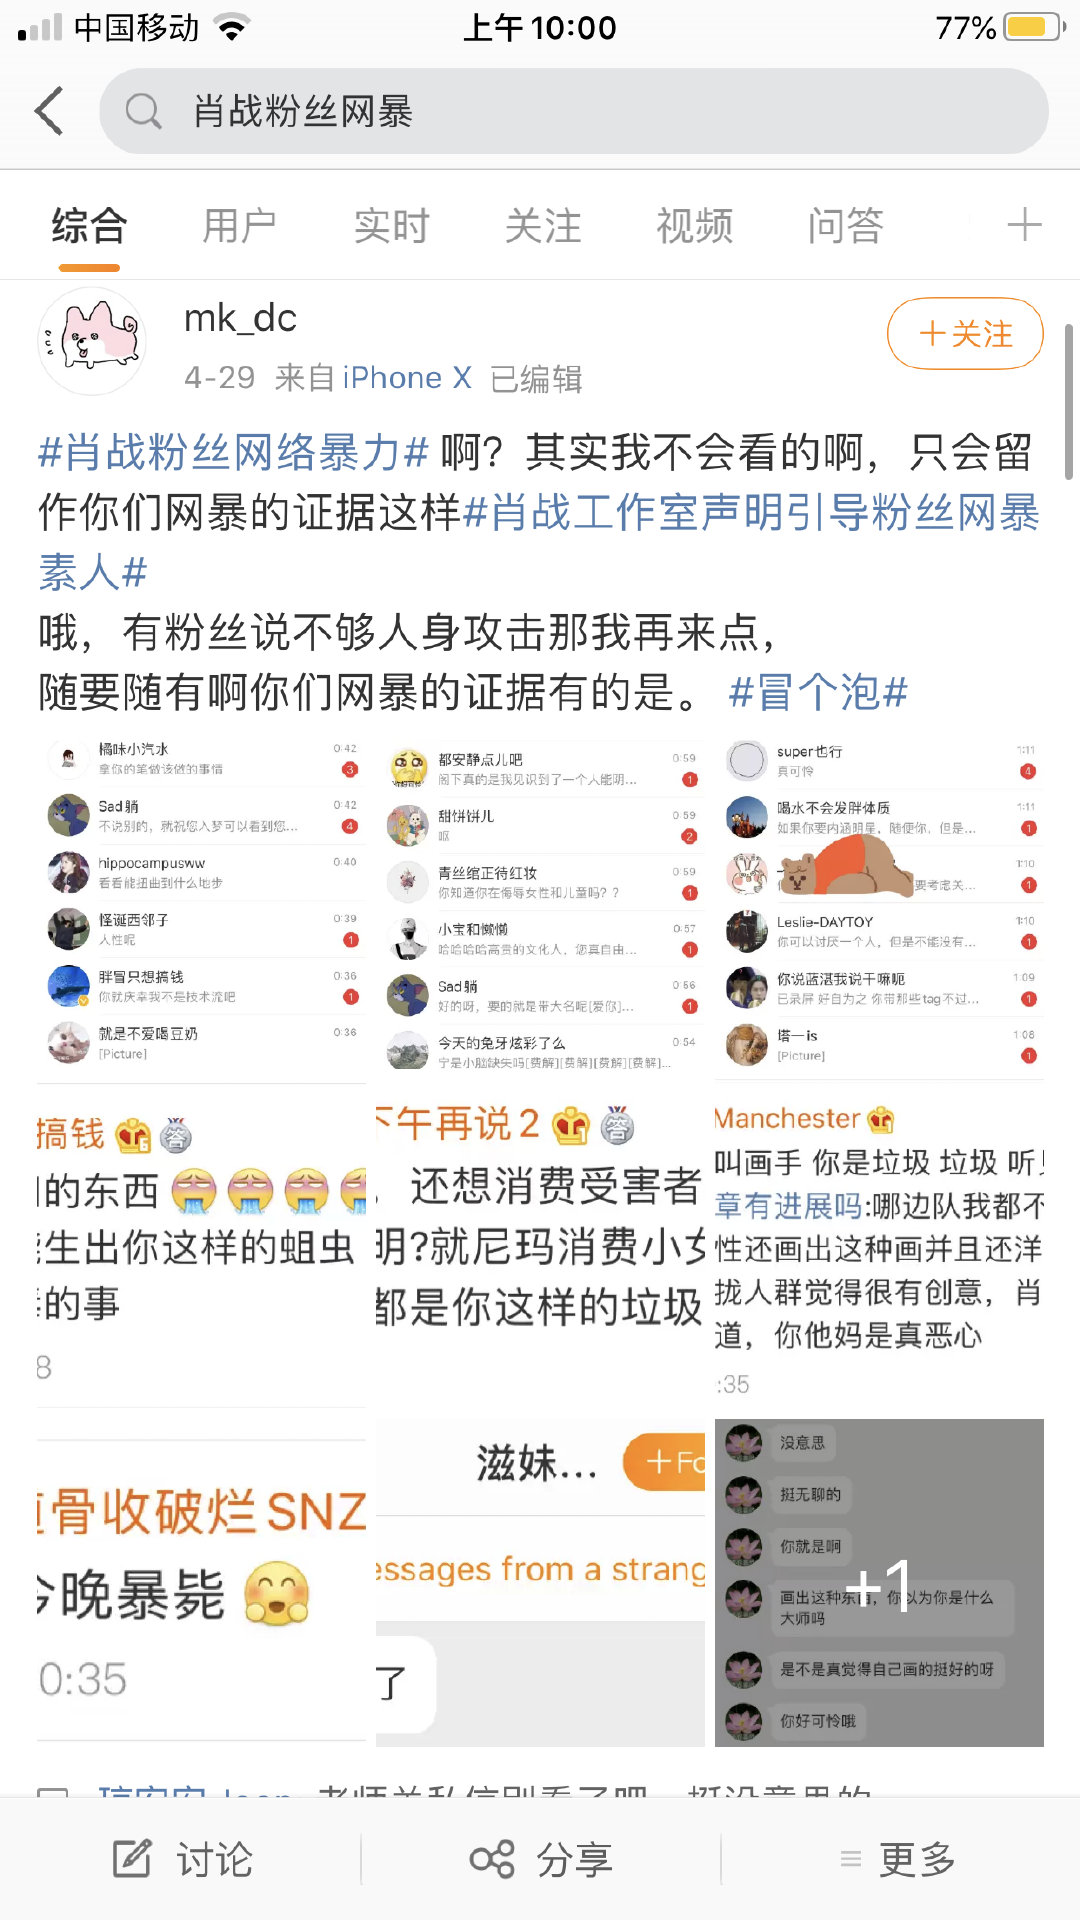 中国移动
上午10:00
77%
肖战粉丝网暴
综合 用户 实时 关注 视频 问答
mk_dc
+关注
4-29 来自 iPhone X 已编辑
#肖战粉丝网络暴力# 啊？其实我不会看的啊，只会留
作你们网暴的证据这样#肖战工作室声明引导粉丝网暴
素人#
哦，有粉丝说不够人身攻击那我再来点，
随要随有啊你们网暴的证据有的是。 #冒个泡#
橘味小汽水 0:42
拿你的笔做该做的事情 3
Sad躺 0:42
不说别的，就祝您入梦可以看到您... 4
hippocampusww 0:40
看看能扭曲到什么地步
怪诞西邻子 0:39
人性呢 1
胖冒只想搞钱 0:36
你就庆幸我不是技术流吧 1
就是不爱喝豆奶 0:36
[Picture]
都安静点儿吧 0:59
阁下真的是我见识到了一个人能阴... 1
甜饼饼儿 0:59
呕 2
青丝绾正待红妆 0:59
你知道你在侮辱女性和儿童吗？？ 1
小宝和懒懒 0:57
哈哈哈哈高贵的文化人，您真自由... 1
Sad躺 0:56
好的呀，要的就是带大名呢[爱你]... 1
今天的兔牙炫彩了么 0:54
宁是小脑缺失吗[费解][费解][费解][费解]...
super也行 1:11
真可怜 4
喝水不会发胖体质 1:11
如果你要内涵明星，随便你，但是... 1
1:10
要考虑关... 1
Leslie-DAYTOY 1:10
你可以讨厌一个人，但是不能没有... 1
你说蓝湛我说干嘛呃 1:09
已录屏 好自为之 你带那些tag不过... 1
塔一is 1:08
[Picture] 1
搞钱 6 答
的东西
生出你这样的蛆虫
的事
8
下午再说2 1 答
，还想消费受害者
明?就尼玛消费小女
都是你这样的垃圾
Manchester
叫画手 你是垃圾 垃圾 听
章有进展吗:哪边队我都不
性还画出这种画并且还洋
拢人群觉得很有创意，肖
道，你他妈是真恶心
:35
骨收破烂SNZ
今晚暴毙
0:35
滋妹...
+Fo
essages from a strang
了
没意思
挺无聊的
你就是啊
画出这种东西，你以为你是什么
大师吗
是不是真觉得自己画的挺好的呀
你好可怜哦
+1
讨论 分享 更多